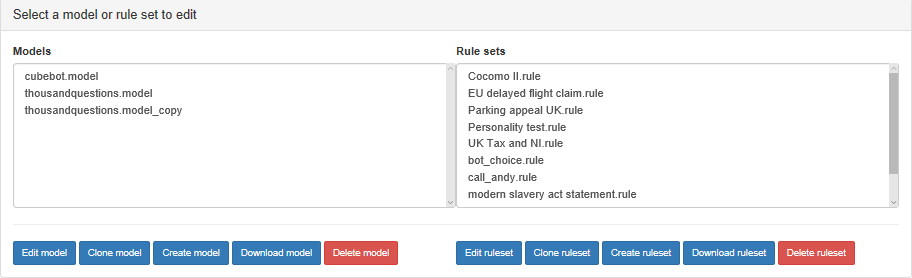 Select a model or rule set to edit
Models
cubebot.model
thousandquestions.model
thousandquestions.model_copy
Rule sets
Cocomo II.rule
EU delayed flight claim.rule
Parking appeal UK.rule
Personality test.rule
UK Tax and NI.rule
bot_choice.rule
call_andy.rule
modern slavery act statement.rule
Edit model Clone model Create model Download model Delete model
Edit ruleset Clone ruleset Create ruleset Download ruleset Delete ruleset